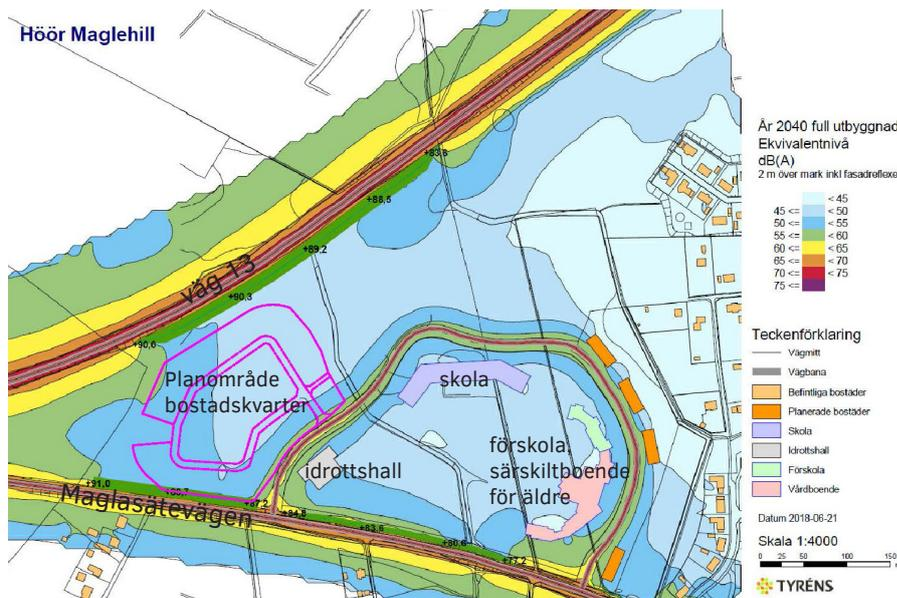 Höör Maglehill
+83,6
+88,5
+89,2
väg 13
+90,3
+90,6
Planområde
bostadskvarter
skola
idrottshall
förskola,
särskiltboende
för äldre
+91,0
Maglasätevägen
+87,2
+84,8
+83,6
+80,6
+77,2
År 2040 full utbyggnad
Ekvivalentnivå
dB(A)
2 m över mark inkl fasadreflexe
< 45
45 <= < 50
50 <= < 55
55 <= < 60
60 <= < 65
65 <= < 70
70 <= < 75
75 <=
Teckenförklaring
Vägmitt
Vägbana
Befintliga bostäder
Planerade bostäder
Skola
Idrottshall
Förskola
Vårdboende
Datum 2018-06-21
Skala 1:4000
0 25 50 100 150
TYRÉNS